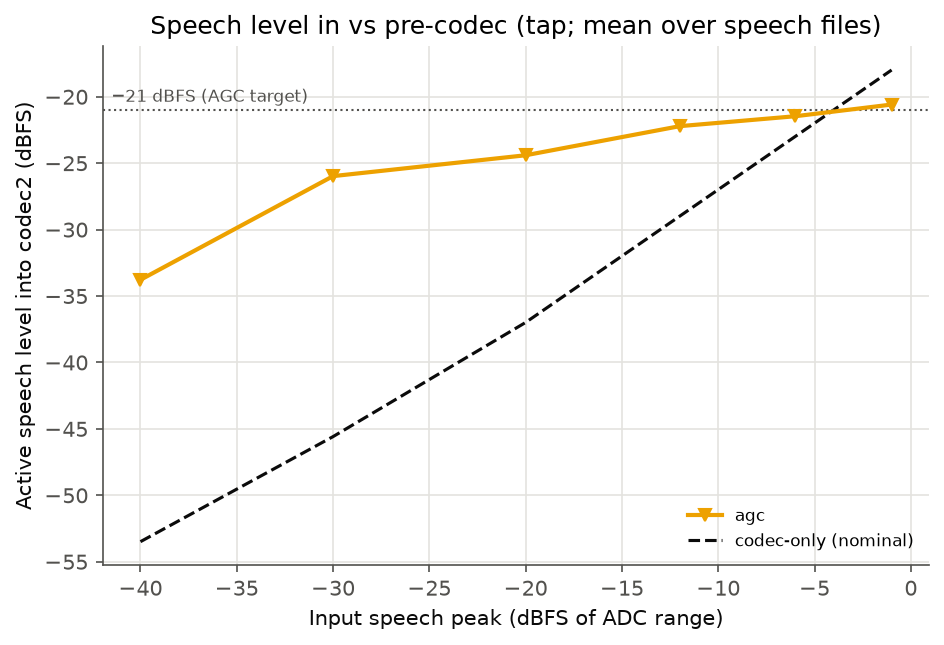 Speech level in vs pre-codec (tap; mean over speech files)
Active speech level into codec2 (dBFS)
−20
−25
−30
−35
−40
−45
−50
−55
−21 dBFS (AGC target)
agc
codec-only (nominal)
−40 −35 −30 −25 −20 −15 −10 −5 0
Input speech peak (dBFS of ADC range)